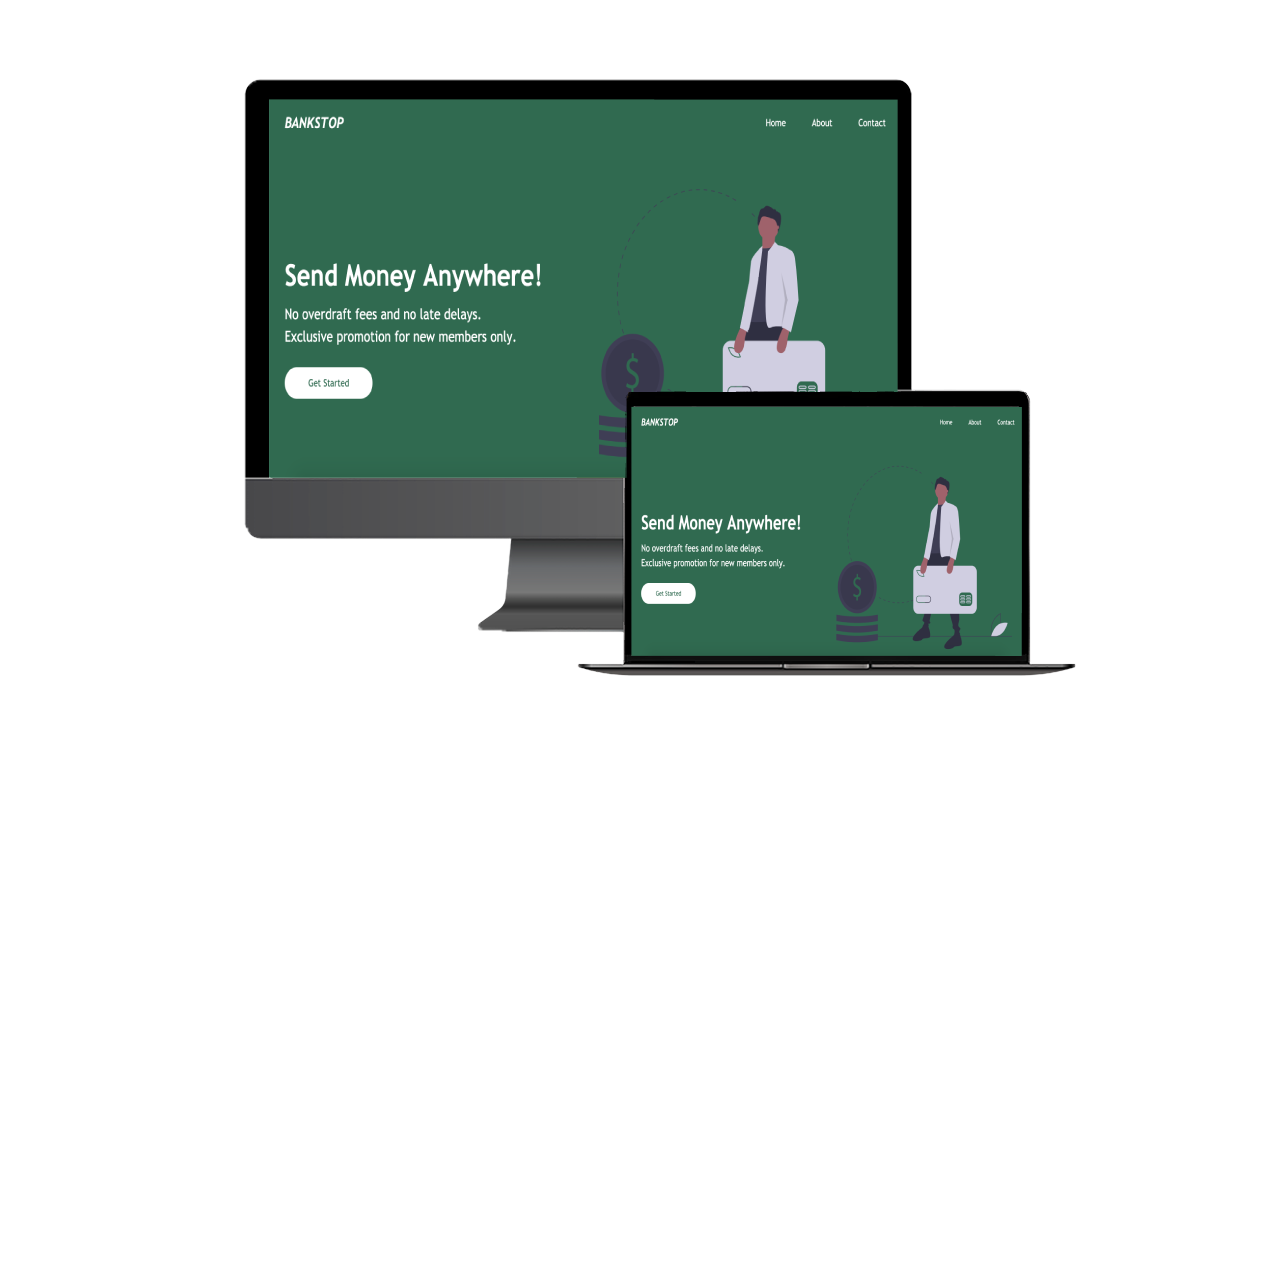 BANKSTOP
Home About Contact
Send Money Anywhere!
No overdraft fees and no late delays.
Exclusive promotion for new members only.
Get Started
$
BANKSTOP
Home About Contact
Send Money Anywhere!
No overdraft fees and no late delays.
Exclusive promotion for new members only.
Get Started
$